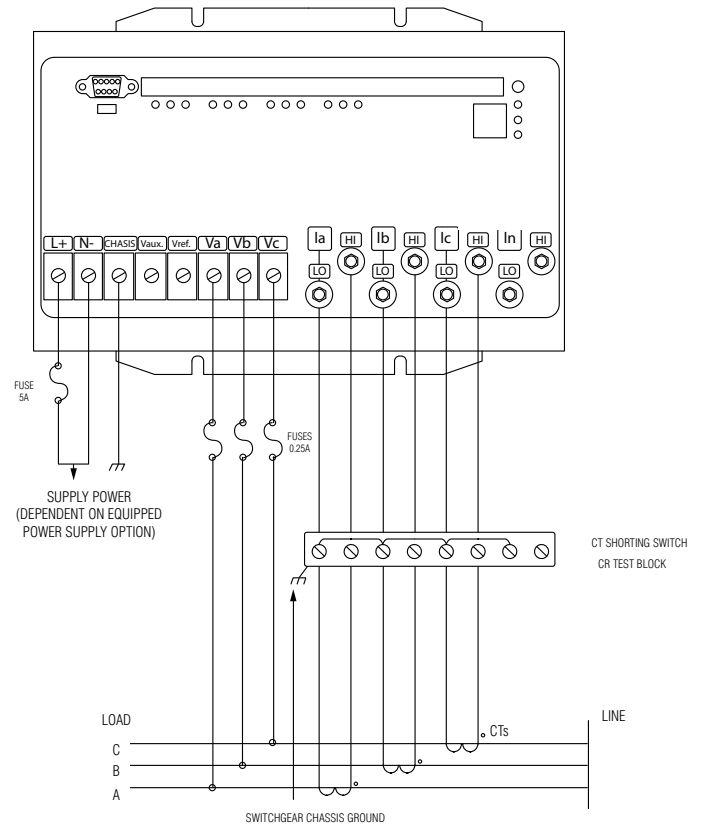 L+ N- CHASIS Vaux. Vref. Va Vb Vc
Ia HI Ib HI Ic HI In HI
LO LO LO LO
FUSE
5A
FUSES
0.25A
SUPPLY POWER
(DEPENDENT ON EQUIPPED
POWER SUPPLY OPTION)
CT SHORTING SWITCH
CR TEST BLOCK
LOAD
LINE
CTs
C
B
A
SWITCHGEAR CHASSIS GROUND